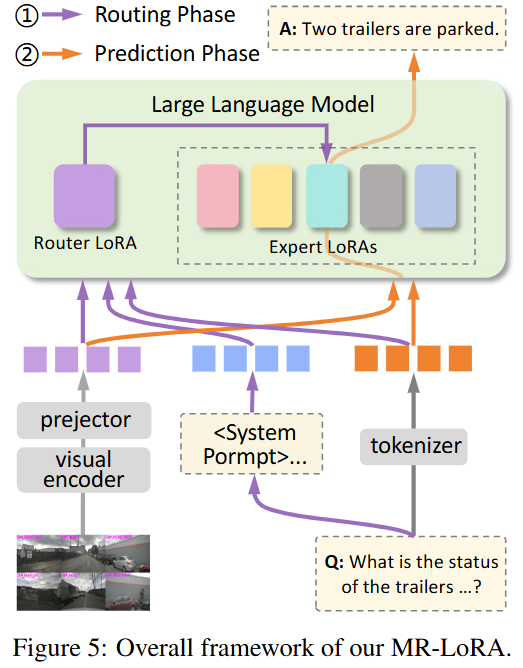 ① Routing Phase
② Prediction Phase
A: Two trailers are parked.
Large Language Model
Router LoRA
Expert LoRAs
prejector
visual
encoder
<System
Pormpt>...
tokenizer
Q: What is the status
of the trailers ...?
Figure 5: Overall framework of our MR-LoRA.